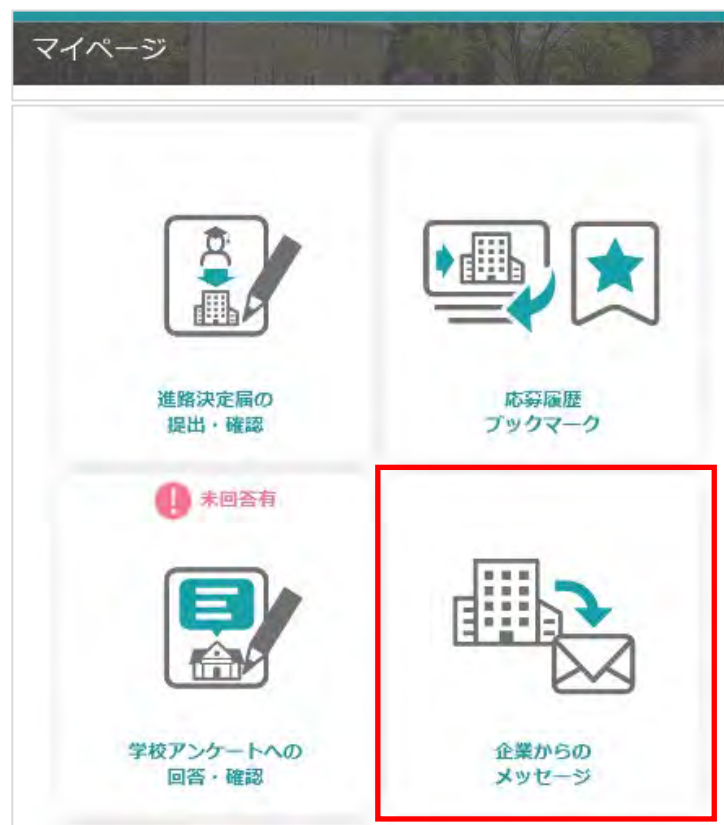 マイページ
進路決定届の
提出・確認
応募履歴
ブックマーク
未回答有
学校アンケートへの
回答・確認
企業からの
メッセージ